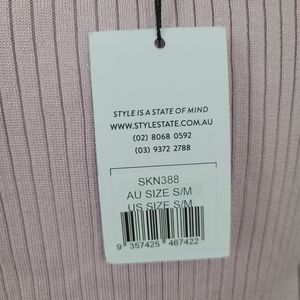 STYLE IS A STATE OF MIND
WWW.STYLESTATE.COM.AU
(02) 8068 0592
(03) 9372 2788
SKN388
AU SIZE S/M
US SIZE S/M
9 357425 467422